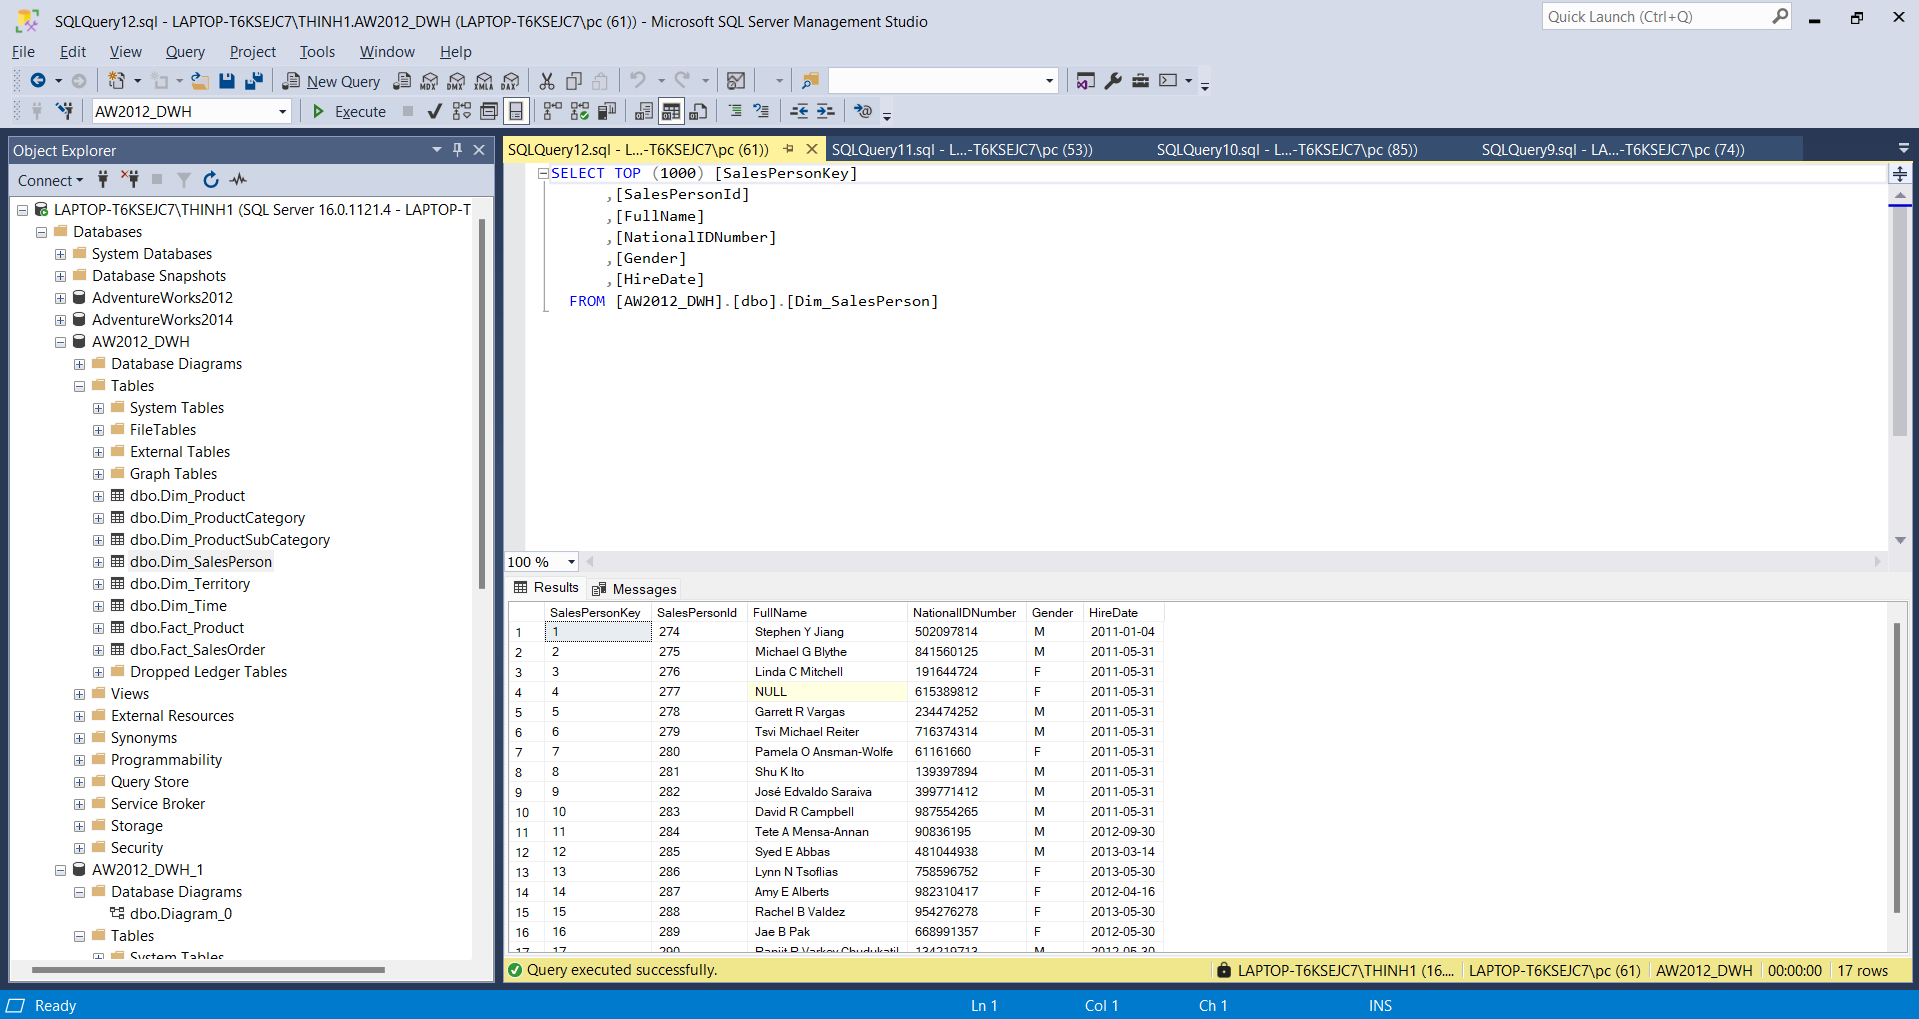 SQLQuery12.sql - LAPTOP-T6KSEJC7\THINH1.AW2012_DWH (LAPTOP-T6KSEJC7\pc (61)) - Microsoft SQL Server Management Studio
Quick Launch (Ctrl+Q)
File Edit View Query Project Tools Window Help
New Query MDX DMX XMLA DAX
AW2012_DWH Execute
Object Explorer
Connect
LAPTOP-T6KSEJC7\THINH1 (SQL Server 16.0.1121.4 - LAPTOP-T
Databases
System Databases
Database Snapshots
AdventureWorks2012
AdventureWorks2014
AW2012_DWH
Database Diagrams
Tables
System Tables
FileTables
External Tables
Graph Tables
dbo.Dim_Product
dbo.Dim_ProductCategory
dbo.Dim_ProductSubCategory
dbo.Dim_SalesPerson
dbo.Dim_Territory
dbo.Dim_Time
dbo.Fact_Product
dbo.Fact_SalesOrder
Dropped Ledger Tables
Views
External Resources
Synonyms
Programmability
Query Store
Service Broker
Storage
Security
AW2012_DWH_1
Database Diagrams
dbo.Diagram_0
Tables
System Tables
SQLQuery12.sql - L...-T6KSEJC7\pc (61)) SQLQuery11.sql - L...-T6KSEJC7\pc (53)) SQLQuery10.sql - L...-T6KSEJC7\pc (85)) SQLQuery9.sql - LA...-T6KSEJC7\pc (74))
SELECT TOP (1000) [SalesPersonKey]
,[SalesPersonId]
,[FullName]
,[NationalIDNumber]
,[Gender]
,[HireDate]
FROM [AW2012_DWH].[dbo].[Dim_SalesPerson]
100 %
Results Messages
SalesPersonKey SalesPersonId FullName NationalIDNumber Gender HireDate
1 1 274 Stephen Y Jiang 502097814 M 2011-01-04
2 2 275 Michael G Blythe 841560125 M 2011-05-31
3 3 276 Linda C Mitchell 191644724 F 2011-05-31
4 4 277 NULL 615389812 F 2011-05-31
5 5 278 Garrett R Vargas 234474252 M 2011-05-31
6 6 279 Tsvi Michael Reiter 716374314 M 2011-05-31
7 7 280 Pamela O Ansman-Wolfe 61161660 F 2011-05-31
8 8 281 Shu K Ito 139397894 M 2011-05-31
9 9 282 José Edvaldo Saraiva 399771412 M 2011-05-31
10 10 283 David R Campbell 987554265 M 2011-05-31
11 11 284 Tete A Mensa-Annan 90836195 M 2012-09-30
12 12 285 Syed E Abbas 481044938 M 2013-03-14
13 13 286 Lynn N Tsoflias 758596752 F 2013-05-30
14 14 287 Amy E Alberts 982310417 F 2012-04-16
15 15 288 Rachel B Valdez 954276278 F 2013-05-30
16 16 289 Jae B Pak 668991357 F 2012-05-30
17 17 290 Ranjit R Varkey Chudukatil 134219713 M 2012-05-30
Query executed successfully. LAPTOP-T6KSEJC7\THINH1 (16.... LAPTOP-T6KSEJC7\pc (61) AW2012_DWH 00:00:00 17 rows
Ready Ln 1 Col 1 Ch 1 INS